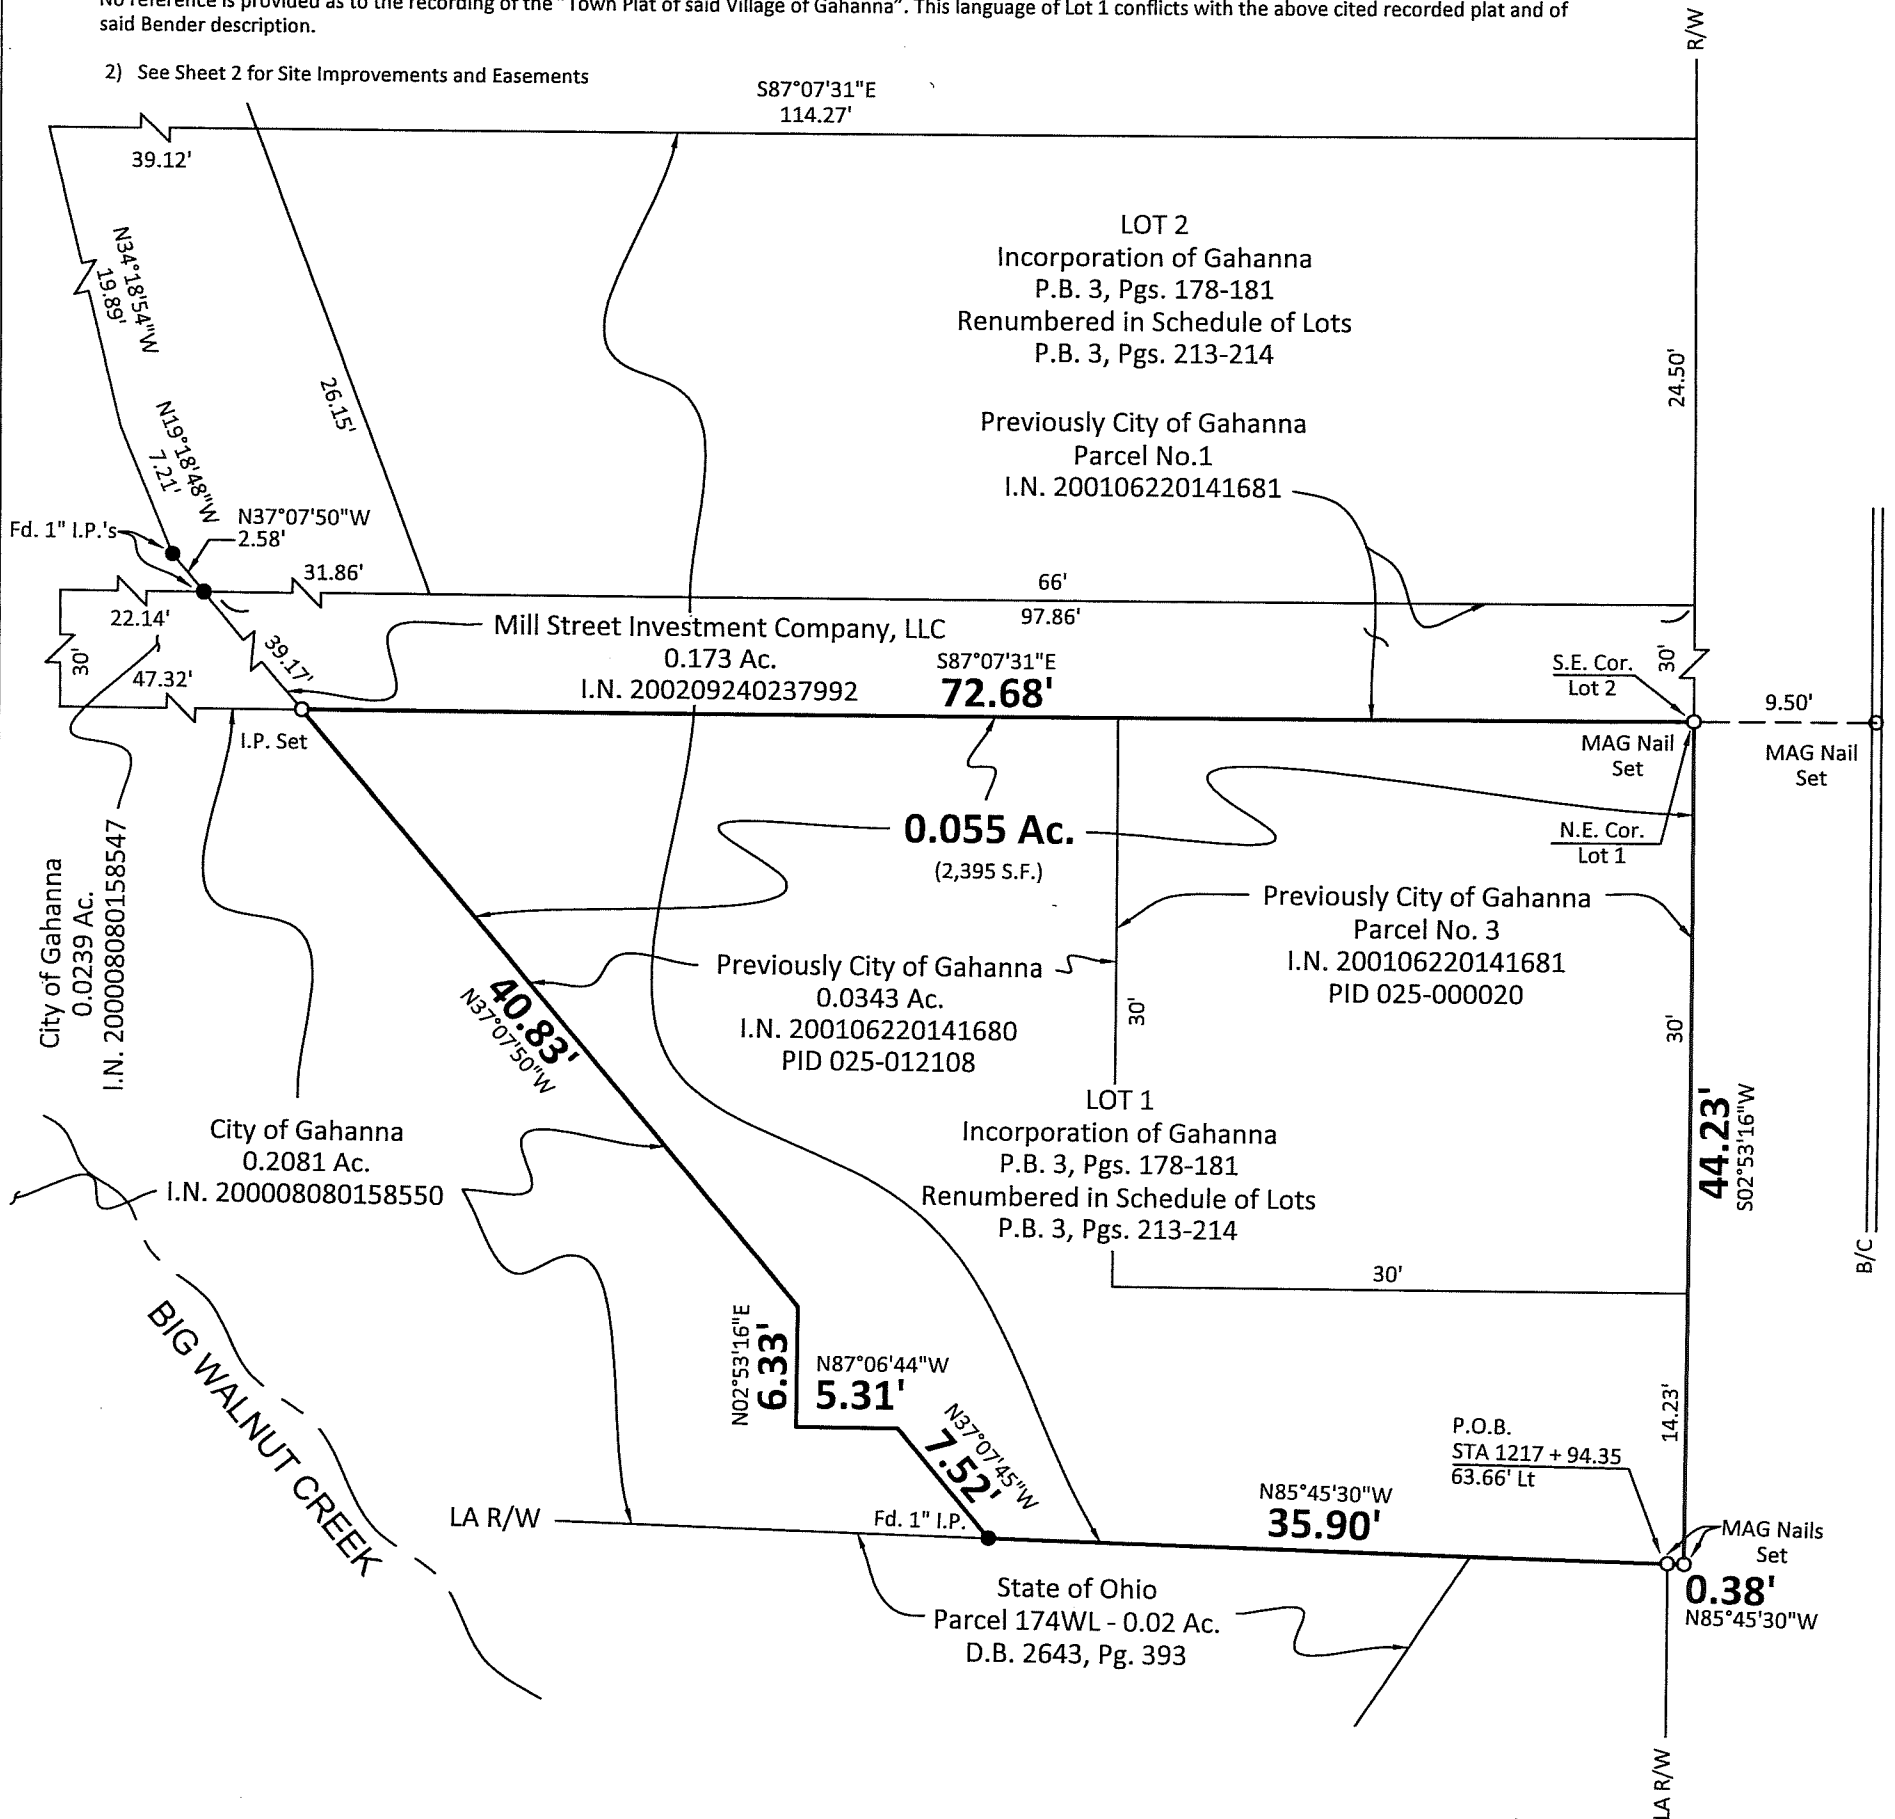 No reference is provided as to the recording of the "Town Plat of said Village of Gahanna". This language of Lot 1 conflicts with the above cited recorded plat and of
said Bender description.
2) See Sheet 2 for Site Improvements and Easements
R/W
S87°07'31"E
114.27'
39.12'
N34°18'54"W
19.89'
26.15'
LOT 2
Incorporation of Gahanna
P.B. 3, Pgs. 178-181
Renumbered in Schedule of Lots
P.B. 3, Pgs. 213-214
24.50'
Previously City of Gahanna
Parcel No.1
I.N. 200106220141681
N19°18'48"W
7.21'
N37°07'50"W
2.58'
Fd. 1" I.P.'s
31.86'
66'
97.86'
22.14'
30'
39.17'
47.32'
Mill Street Investment Company, LLC
0.173 Ac.
I.N. 200209240237992
S87°07'31"E
72.68'
S.E. Cor.
Lot 2
30'
9.50'
I.P. Set
MAG Nail
Set
MAG Nail
Set
0.055 Ac.
(2,395 S.F.)
N.E. Cor.
Lot 1
City of Gahanna
0.0239 Ac.
I.N. 200008080158547
Previously City of Gahanna
Parcel No. 3
I.N. 200106220141681
PID 025-000020
Previously City of Gahanna
0.0343 Ac.
I.N. 200106220141680
PID 025-012108
40.83'
N37°07'50"W
30'
30'
LOT 1
Incorporation of Gahanna
P.B. 3, Pgs. 178-181
Renumbered in Schedule of Lots
P.B. 3, Pgs. 213-214
44.23'
S02°53'16"W
City of Gahanna
0.2081 Ac.
I.N. 200008080158550
B/C
30'
BIG WALNUT CREEK
N02°53'16"E
6.33'
N87°06'44"W
5.31'
N37°07'45"W
7.52'
14.23'
P.O.B.
STA 1217 + 94.35
63.66' Lt
LA R/W
Fd. 1" I.P.
N85°45'30"W
35.90'
MAG Nails
Set
0.38'
N85°45'30"W
State of Ohio
Parcel 174WL - 0.02 Ac.
D.B. 2643, Pg. 393
LA R/W